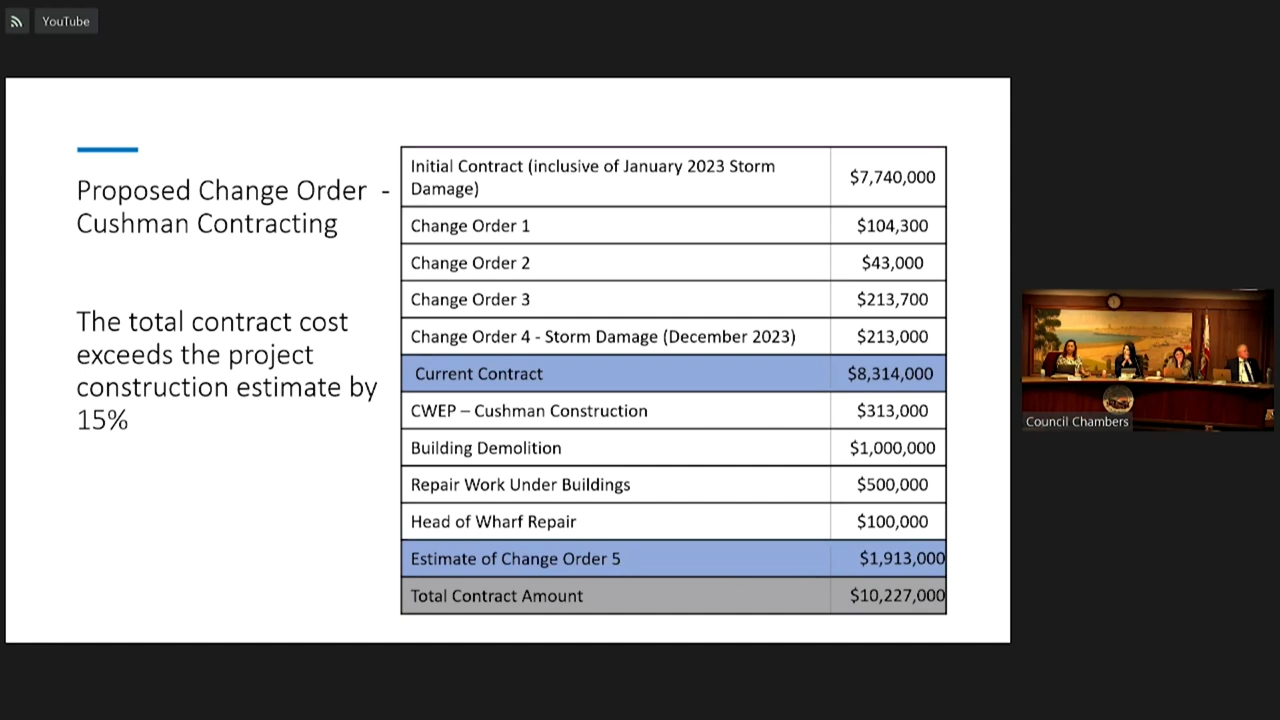 YouTube
Proposed Change Order -
Cushman Contracting
The total contract cost
exceeds the project
construction estimate by
15%
Initial Contract (inclusive of January 2023 Storm
Damage)
$7,740,000
Change Order 1
$104,300
Change Order 2
$43,000
Change Order 3
$213,700
Change Order 4 - Storm Damage (December 2023)
$213,000
Current Contract
$8,314,000
CWEP – Cushman Construction
$313,000
Building Demolition
$1,000,000
Repair Work Under Buildings
$500,000
Head of Wharf Repair
$100,000
Estimate of Change Order 5
$1,913,000
Total Contract Amount
$10,227,000
Council Chambers